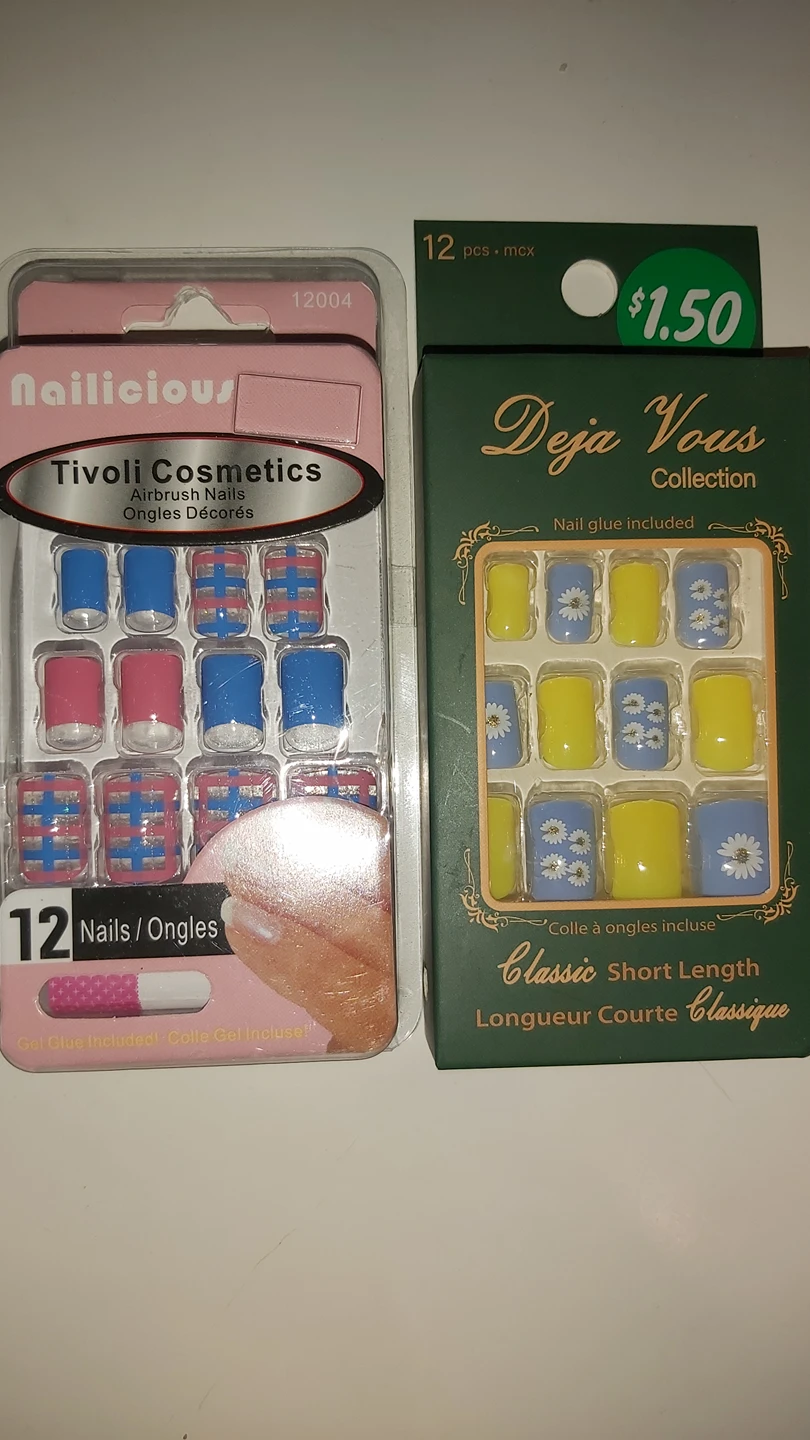 12004
Nailicious
Tivoli Cosmetics
Airbrush Nails
Ongles Décorés
12 Nails / Ongles
Gel Glue Included! Colle Gel Incluse!
12 pcs • mcx
$1.50
Deja Vous
Collection
Nail glue included
Colle à ongles incluse
Classic Short Length
Longueur Courte Classique